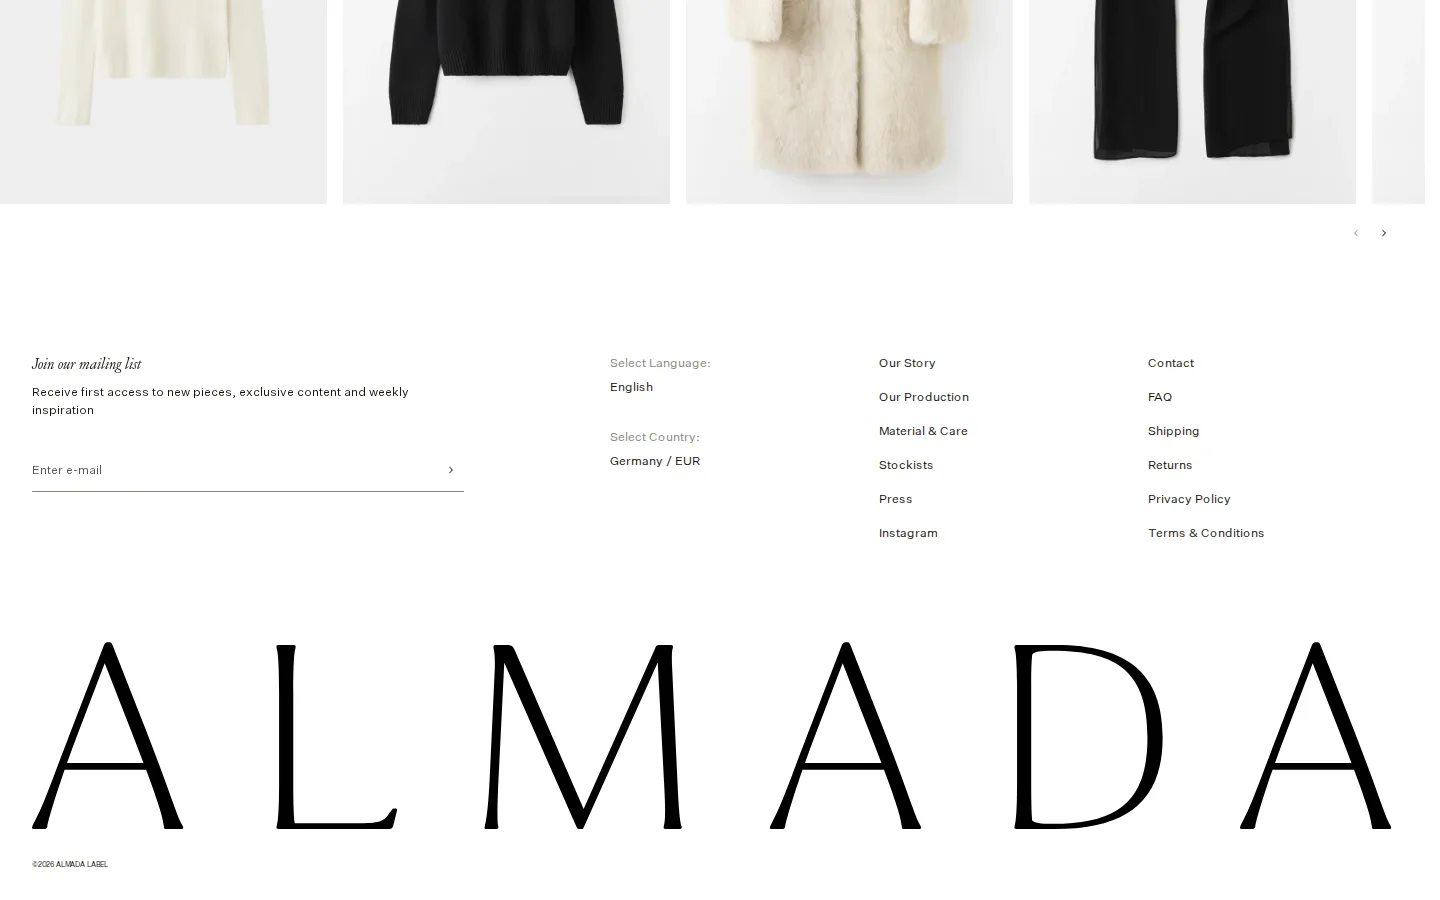 Join our mailing list
Receive first access to new pieces, exclusive content and weekly
inspiration
Enter e-mail
Select Language:
English
Select Country:
Germany / EUR
Our Story
Our Production
Material & Care
Stockists
Press
Instagram
Contact
FAQ
Shipping
Returns
Privacy Policy
Terms & Conditions
ALMADA
©2026 ALMADA LABEL